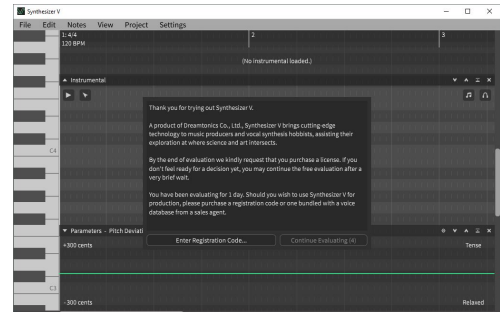 Synthesizer V
File Edit Notes View Project Settings
1: 4/4 2 3
120 BPM
(No instrumental loaded.)
Instrumental
Thank you for trying out Synthesizer V.
A product of Dreamtonics Co., Ltd., Synthesizer V brings cutting-edge
technology to music producers and vocal synthesis hobbists, assisting their
exploration at where science and art intersects.
C4
By the end of evaluation we kindly request that you purchase a license. If you
don't feel ready for a decision yet, you may continue the free evaluation after a
very brief wait.
You have been evaluating for 1 day. Should you wish to use Synthesizer V for
production, please purchase a registration code or one bundled with a voice
database from a sales agent.
Parameters - Pitch Deviati
Enter Registration Code... Continue Evaluating (4)
+300 cents Tense
C3
-300 cents Relaxed